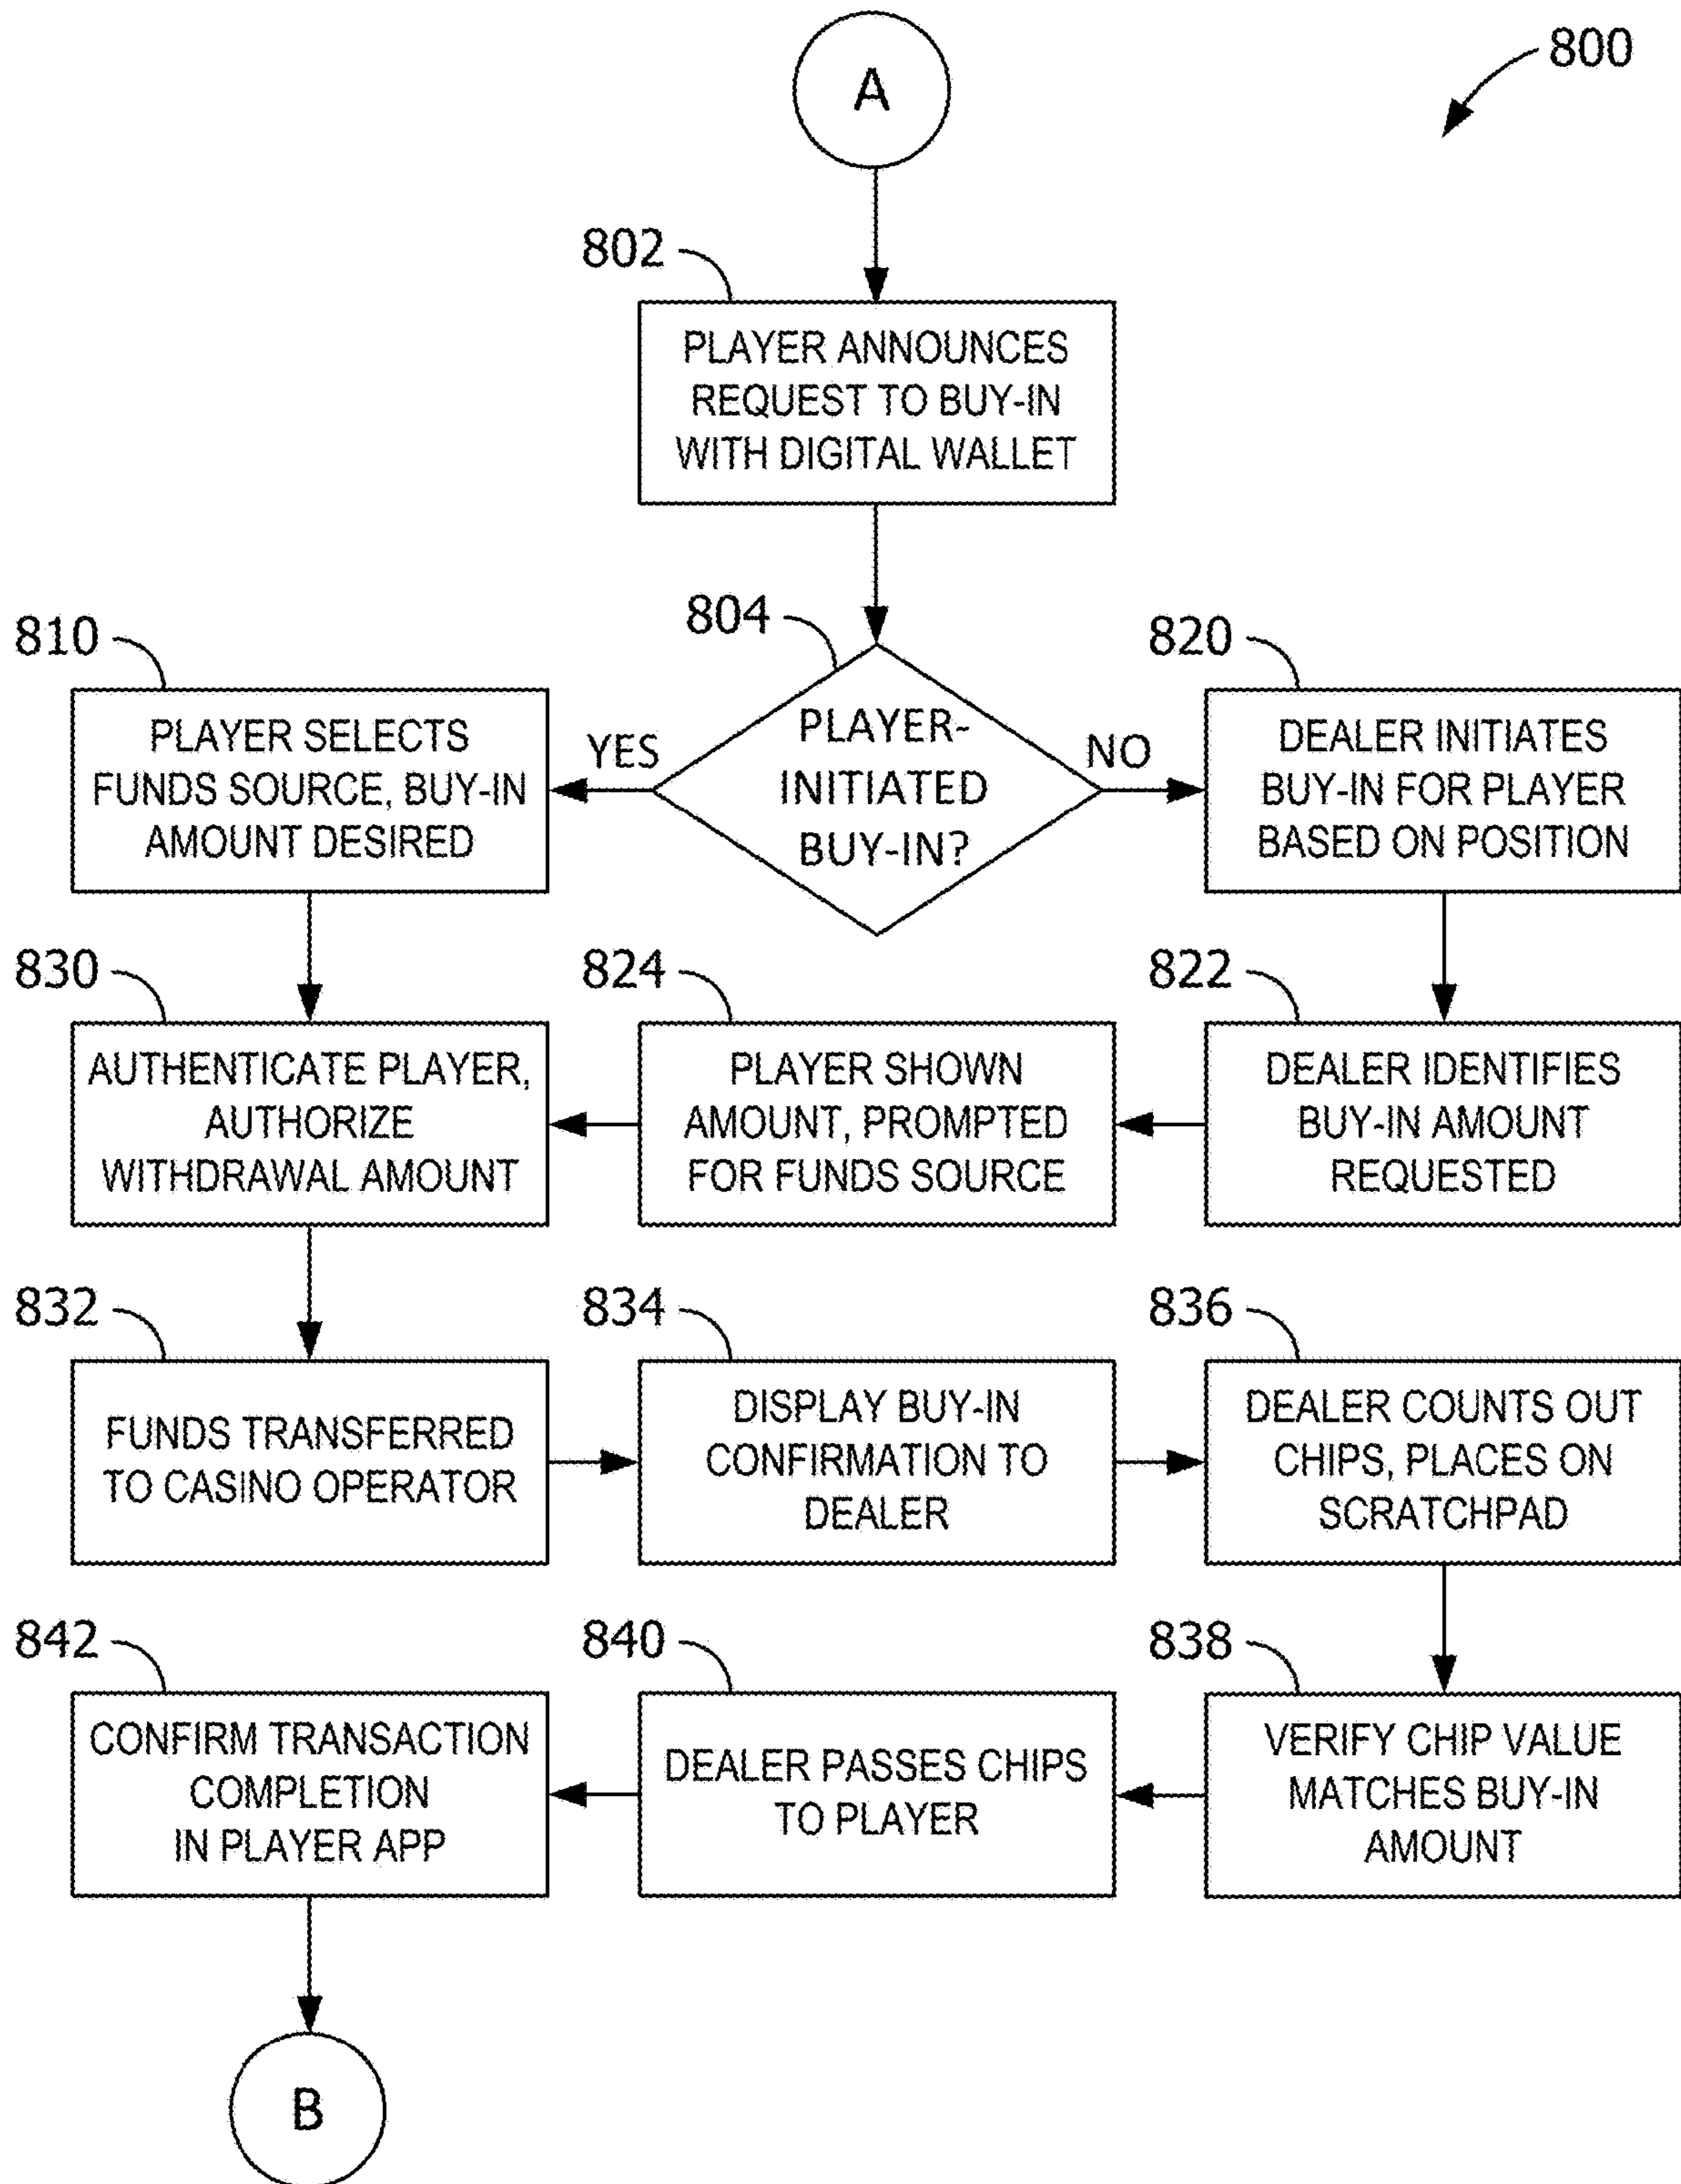 A
800
802
PLAYER ANNOUNCES
REQUEST TO BUY-IN
WITH DIGITAL WALLET
804
PLAYER-
INITIATED
BUY-IN?
YES
NO
810
PLAYER SELECTS
FUNDS SOURCE, BUY-IN
AMOUNT DESIRED
820
DEALER INITIATES
BUY-IN FOR PLAYER
BASED ON POSITION
830
AUTHENTICATE PLAYER,
AUTHORIZE
WITHDRAWAL AMOUNT
824
PLAYER SHOWN
AMOUNT, PROMPTED
FOR FUNDS SOURCE
822
DEALER IDENTIFIES
BUY-IN AMOUNT
REQUESTED
832
FUNDS TRANSFERRED
TO CASINO OPERATOR
834
DISPLAY BUY-IN
CONFIRMATION TO
DEALER
836
DEALER COUNTS OUT
CHIPS, PLACES ON
SCRATCHPAD
842
CONFIRM TRANSACTION
COMPLETION
IN PLAYER APP
840
DEALER PASSES CHIPS
TO PLAYER
838
VERIFY CHIP VALUE
MATCHES BUY-IN
AMOUNT
B